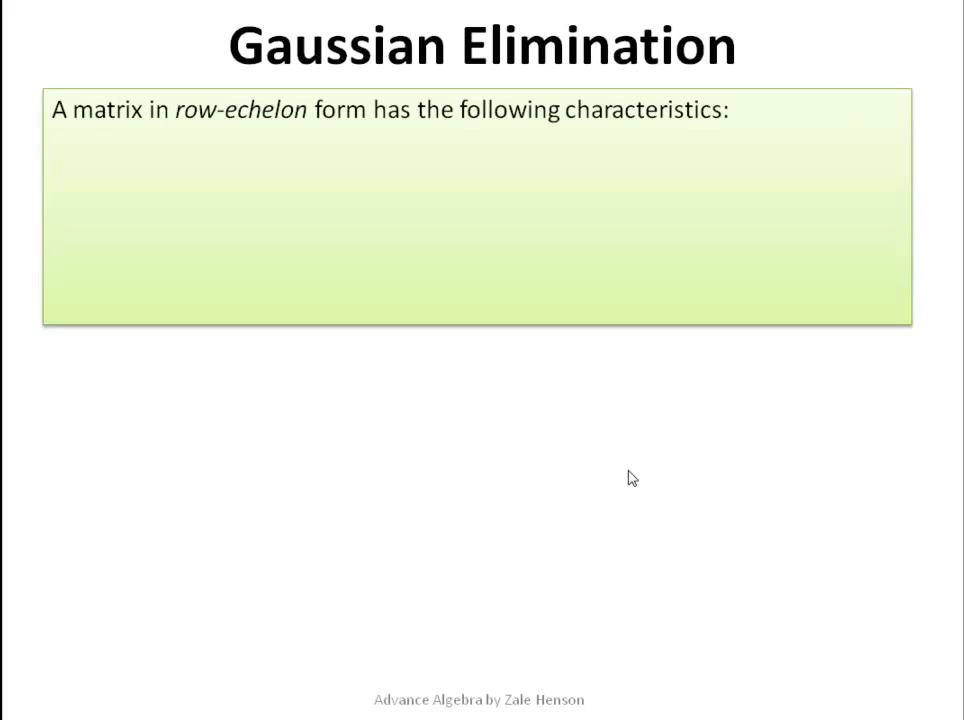 Gaussian Elimination
A matrix in row-echelon form has the following characteristics:
Advance Algebra by Zale Henson